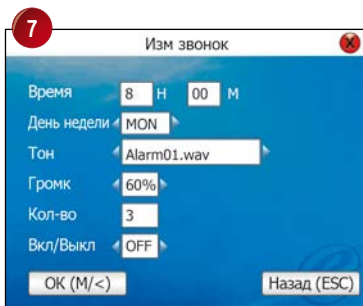 7
Изм звонок
Время 8 H 00 M
День недели MON
Тон Alarm01.wav
Громк 60%
Кол-во 3
Вкл/Выкл OFF
OK (M/<) Назад (ESC)